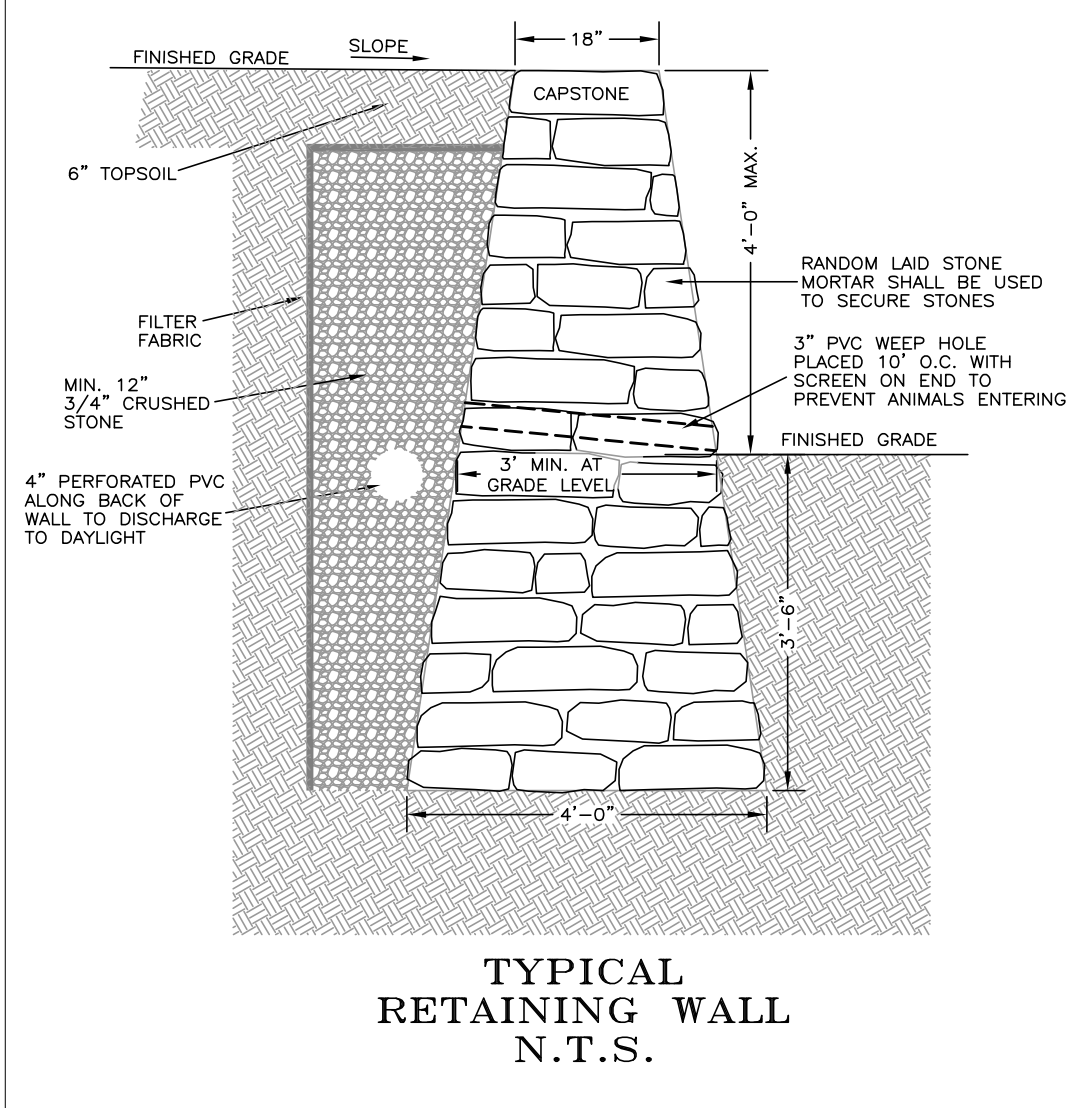 18”
SLOPE
FINISHED GRADE
CAPSTONE
6” TOPSOIL
4’-0” MAX.
RANDOM LAID STONE
MORTAR SHALL BE USED
TO SECURE STONES
FILTER
FABRIC
3” PVC WEEP HOLE
PLACED 10’ O.C. WITH
SCREEN ON END TO
PREVENT ANIMALS ENTERING
MIN. 12”
3/4” CRUSHED
STONE
FINISHED GRADE
3’ MIN. AT
GRADE LEVEL
4” PERFORATED PVC
ALONG BACK OF
WALL TO DISCHARGE
TO DAYLIGHT
3’-6”
4’-0”
TYPICAL
RETAINING WALL
N.T.S.